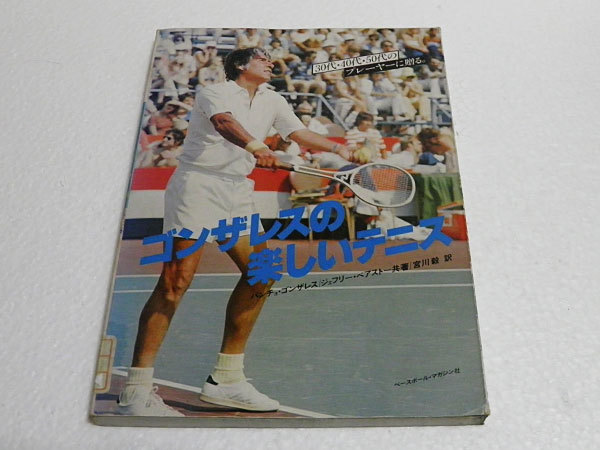 30代・40代・50代の
プレーヤーに贈る。
ゴンザレスの
楽しいテニス
パンチョ・ゴンザレス/ジェフリー・ベアストー共著/宮川毅 訳
ベースボール・マガジン社